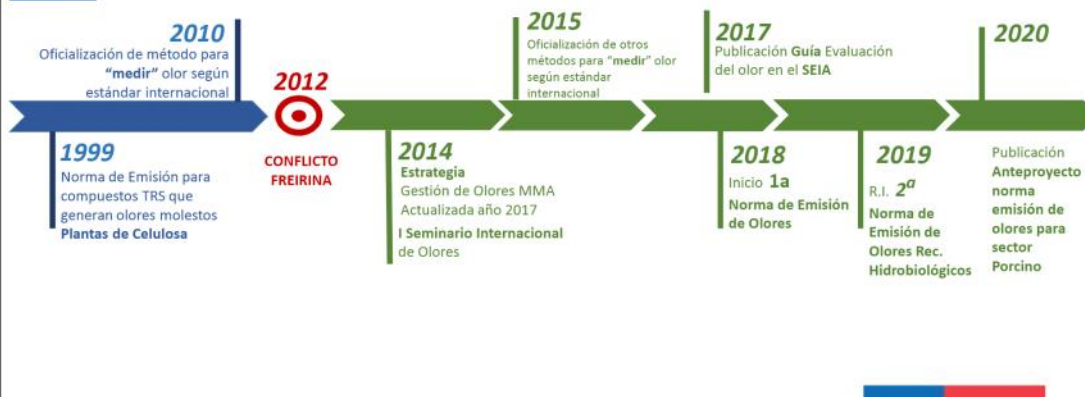 2010
Oficialización de método para
“medir” olor según
estándar internacional
1999
Norma de Emisión para
compuestos TRS que
generan olores molestos
Plantas de Celulosa
2012
CONFLICTO
FREIRINA
2014
Estrategia
Gestión de Olores MMA
Actualizada año 2017
I Seminario Internacional
de Olores
2015
Oficialización de otros
métodos para “medir” olor
según estándar
internacional
2017
Publicación Guía Evaluación
del olor en el SEIA
2018
Inicio 1a
Norma de Emisión
de Olores
2019
R.I. 2ª
Norma de
Emisión de
Olores Rec.
Hidrobiológicos
2020
Publicación
Anteproyecto
norma
emisión de
olores para
sector
Porcino